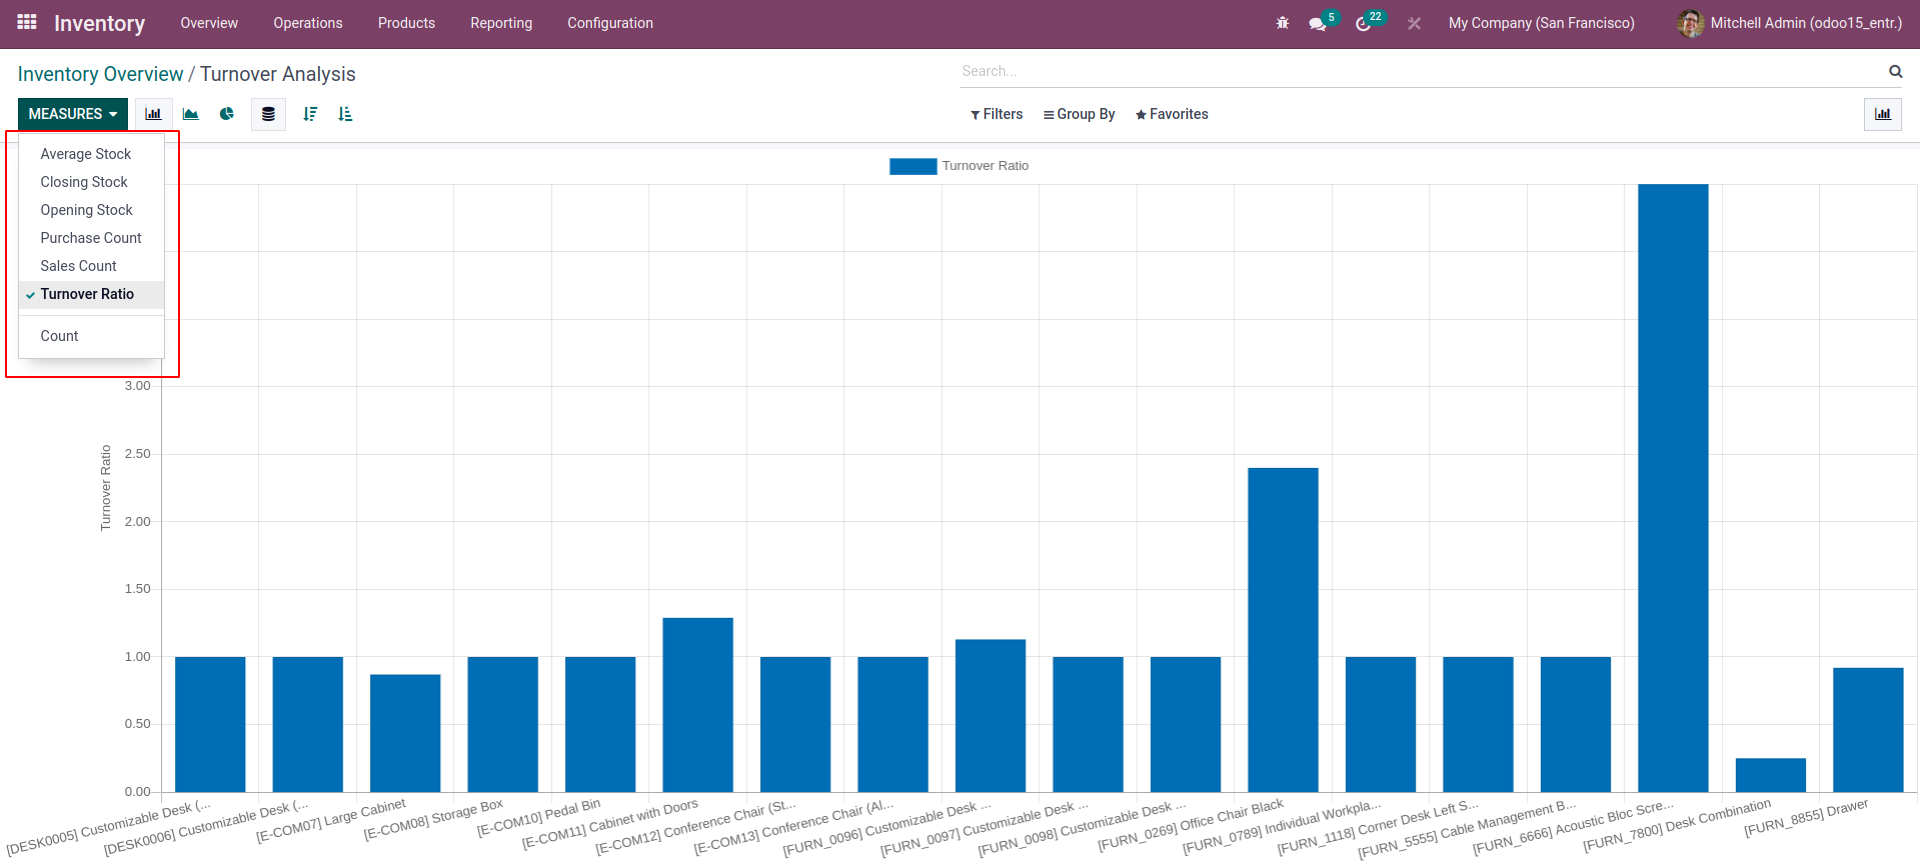 Inventory Overview Operations Products Reporting Configuration 5 22 My Company (San Francisco) Mitchell Admin (odoo15_entr.)
Inventory Overview / Turnover Analysis
Search...
MEASURES
Filters Group By Favorites
Average Stock
Closing Stock
Opening Stock
Purchase Count
Sales Count
Turnover Ratio
Count
Turnover Ratio
Turnover Ratio
3.00
2.50
2.00
1.50
1.00
0.50
0.00
[DESK0005] Customizable Desk (...
[DESK0006] Customizable Desk (...
[E-COM07] Large Cabinet
[E-COM08] Storage Box
[E-COM10] Pedal Bin
[E-COM11] Cabinet with Doors
[E-COM12] Conference Chair (St...
[E-COM13] Conference Chair (Al...
[FURN_0096] Customizable Desk ...
[FURN_0097] Customizable Desk ...
[FURN_0098] Customizable Desk ...
[FURN_0269] Office Chair Black
[FURN_0789] Individual Workpla...
[FURN_1118] Corner Desk Left S...
[FURN_5555] Cable Management B...
[FURN_6666] Acoustic Bloc Scre...
[FURN_7800] Desk Combination
[FURN_8855] Drawer